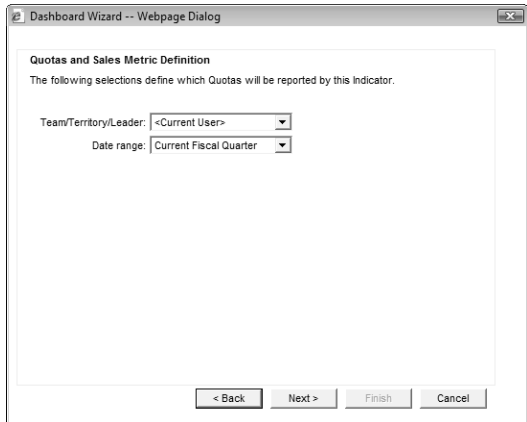 Dashboard Wizard -- Webpage Dialog
Quotas and Sales Metric Definition
The following selections define which Quotas will be reported by this Indicator.
Team/Territory/Leader: <Current User>
Date range: Current Fiscal Quarter
< Back Next > Finish Cancel